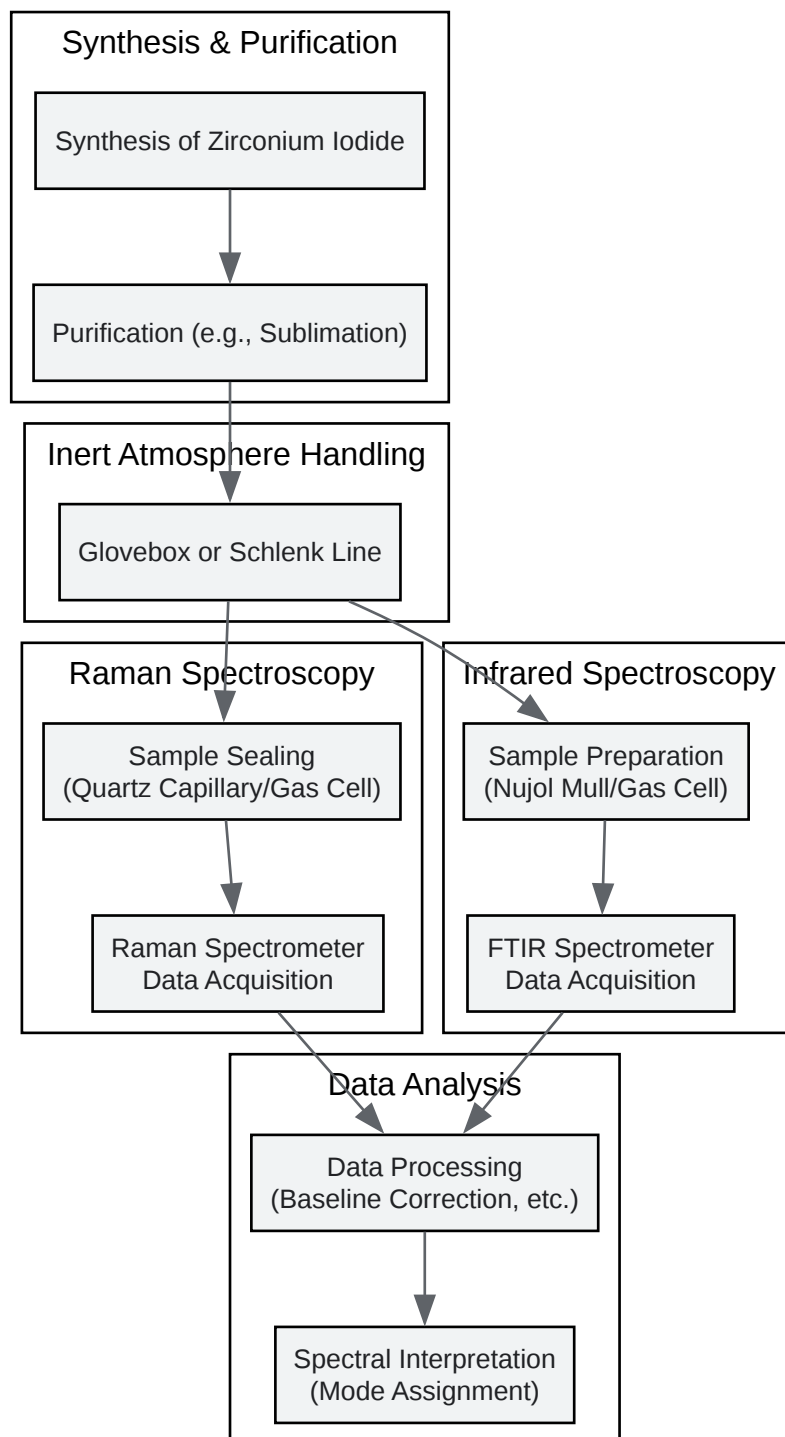 Synthesis & Purification
Synthesis of Zirconium Iodide
Purification (e.g., Sublimation)
Inert Atmosphere Handling
Glovebox or Schlenk Line
Raman Spectroscopy
Sample Sealing
(Quartz Capillary/Gas Cell)
Raman Spectrometer
Data Acquisition
Infrared Spectroscopy
Sample Preparation
(Nujol Mull/Gas Cell)
FTIR Spectrometer
Data Acquisition
Data Analysis
Data Processing
(Baseline Correction, etc.)
Spectral Interpretation
(Mode Assignment)